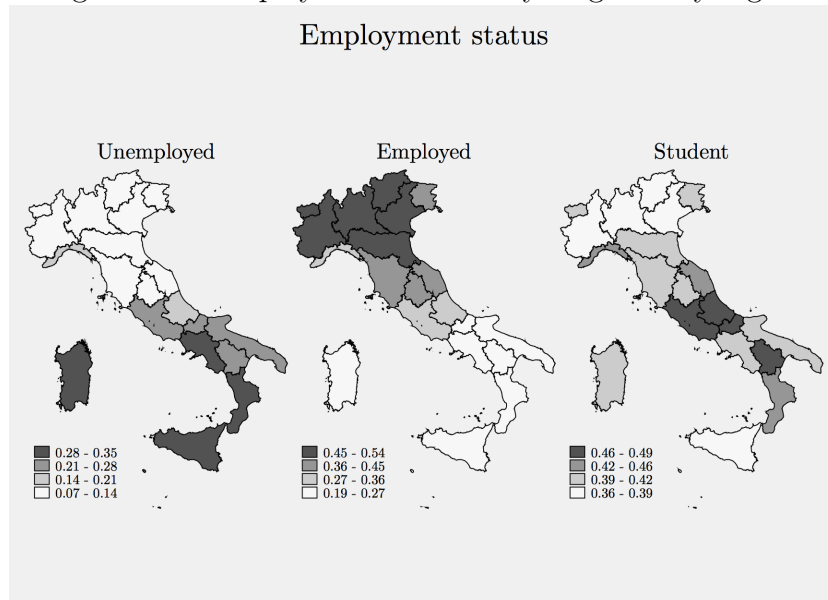 Employment status
Unemployed
Employed
Student
0.28 - 0.35
0.21 - 0.28
0.14 - 0.21
0.07 - 0.14
0.45 - 0.54
0.36 - 0.45
0.27 - 0.36
0.19 - 0.27
0.46 - 0.49
0.42 - 0.46
0.39 - 0.42
0.36 - 0.39